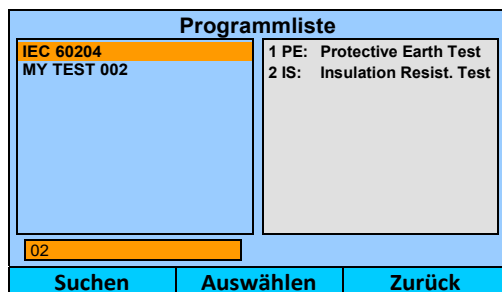 Programmliste
IEC 60204
MY TEST 002
1 PE: Protective Earth Test
2 IS: Insulation Resist. Test
02
Suchen Auswählen Zurück